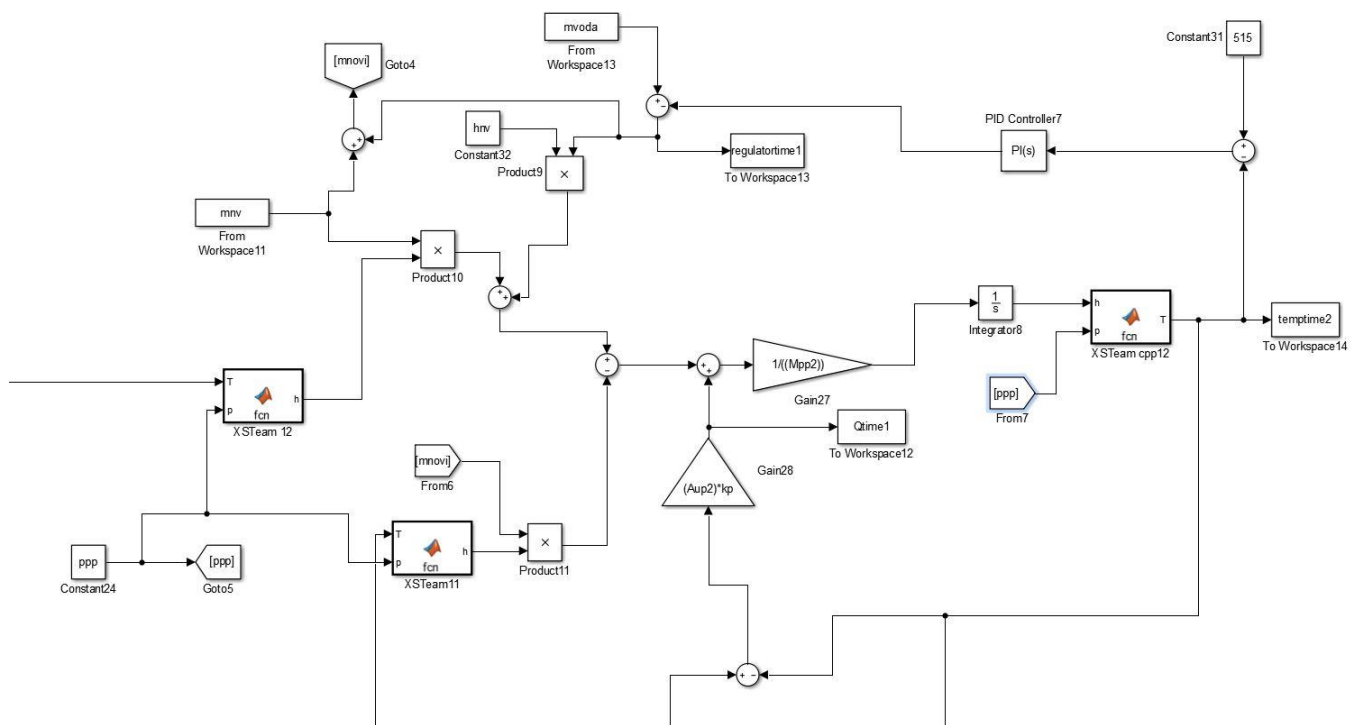 mvoda
From
Workspace13
Constant31
515
[mnovi]
Goto4
hnv
Constant32
Product9
×
regulatortime1
To Workspace13
PID Controller7
PI(s)
mnv
From
Workspace11
×
Product10
T
p
h
fcn
XSTeam 12
1/((Mpp2))
Gain27
1
s
Integrator8
h
p
T
fcn
XSTeam cpp12
temptime2
To Workspace14
[ppp]
From7
Qtime1
To Workspace12
Gain28
(Aup2)*kp
[mnovi]
From6
T
p
h
fcn
XSTeam11
×
Product11
ppp
Constant24
[ppp]
Goto5